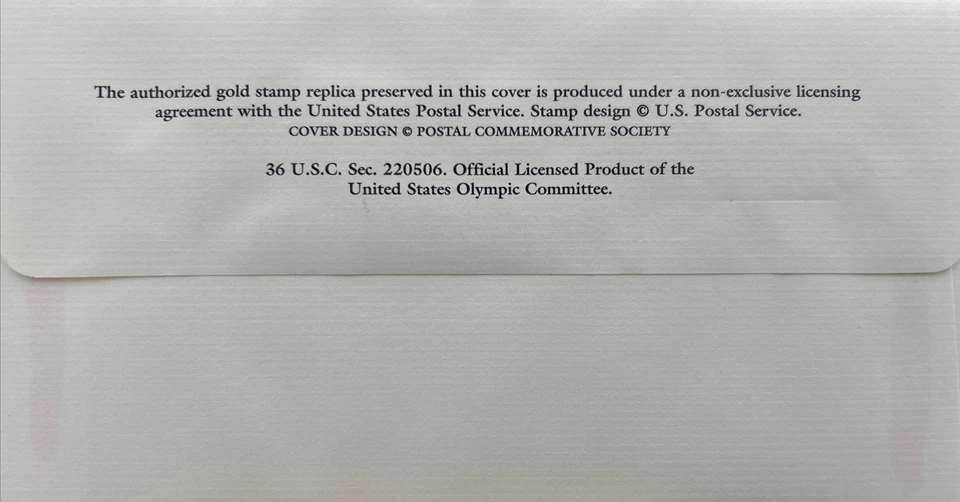 The authorized gold stamp replica preserved in this cover is produced under a non-exclusive licensing
agreement with the United States Postal Service. Stamp design © U.S. Postal Service.
COVER DESIGN © POSTAL COMMEMORATIVE SOCIETY
36 U.S.C. Sec. 220506. Official Licensed Product of the
United States Olympic Committee.